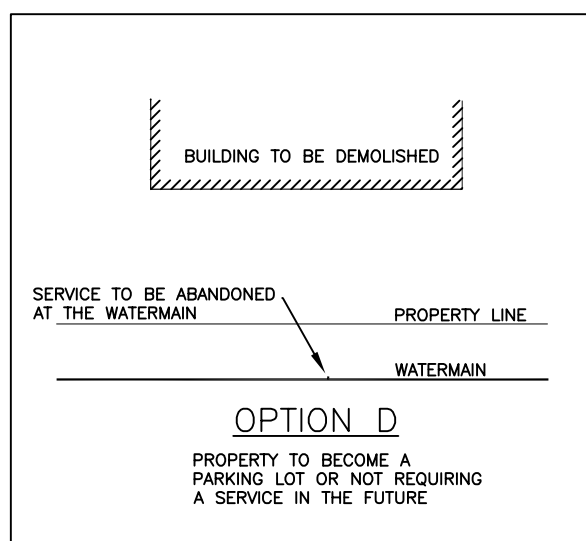 BUILDING TO BE DEMOLISHED
SERVICE TO BE ABANDONED
AT THE WATERMAIN
PROPERTY LINE
WATERMAIN
OPTION D
PROPERTY TO BECOME A
PARKING LOT OR NOT REQUIRING
A SERVICE IN THE FUTURE